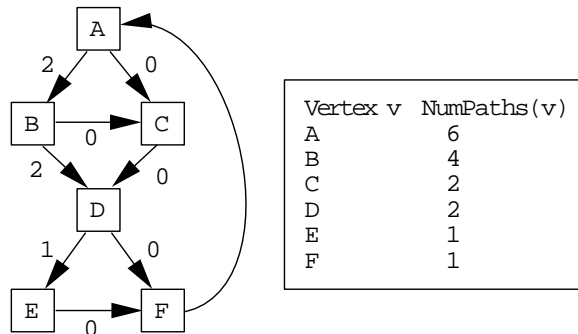 A
2 0
B C
0
2 0
D
1 0
E F
0
Vertex v NumPaths(v)
A 6
B 4
C 2
D 2
E 1
F 1